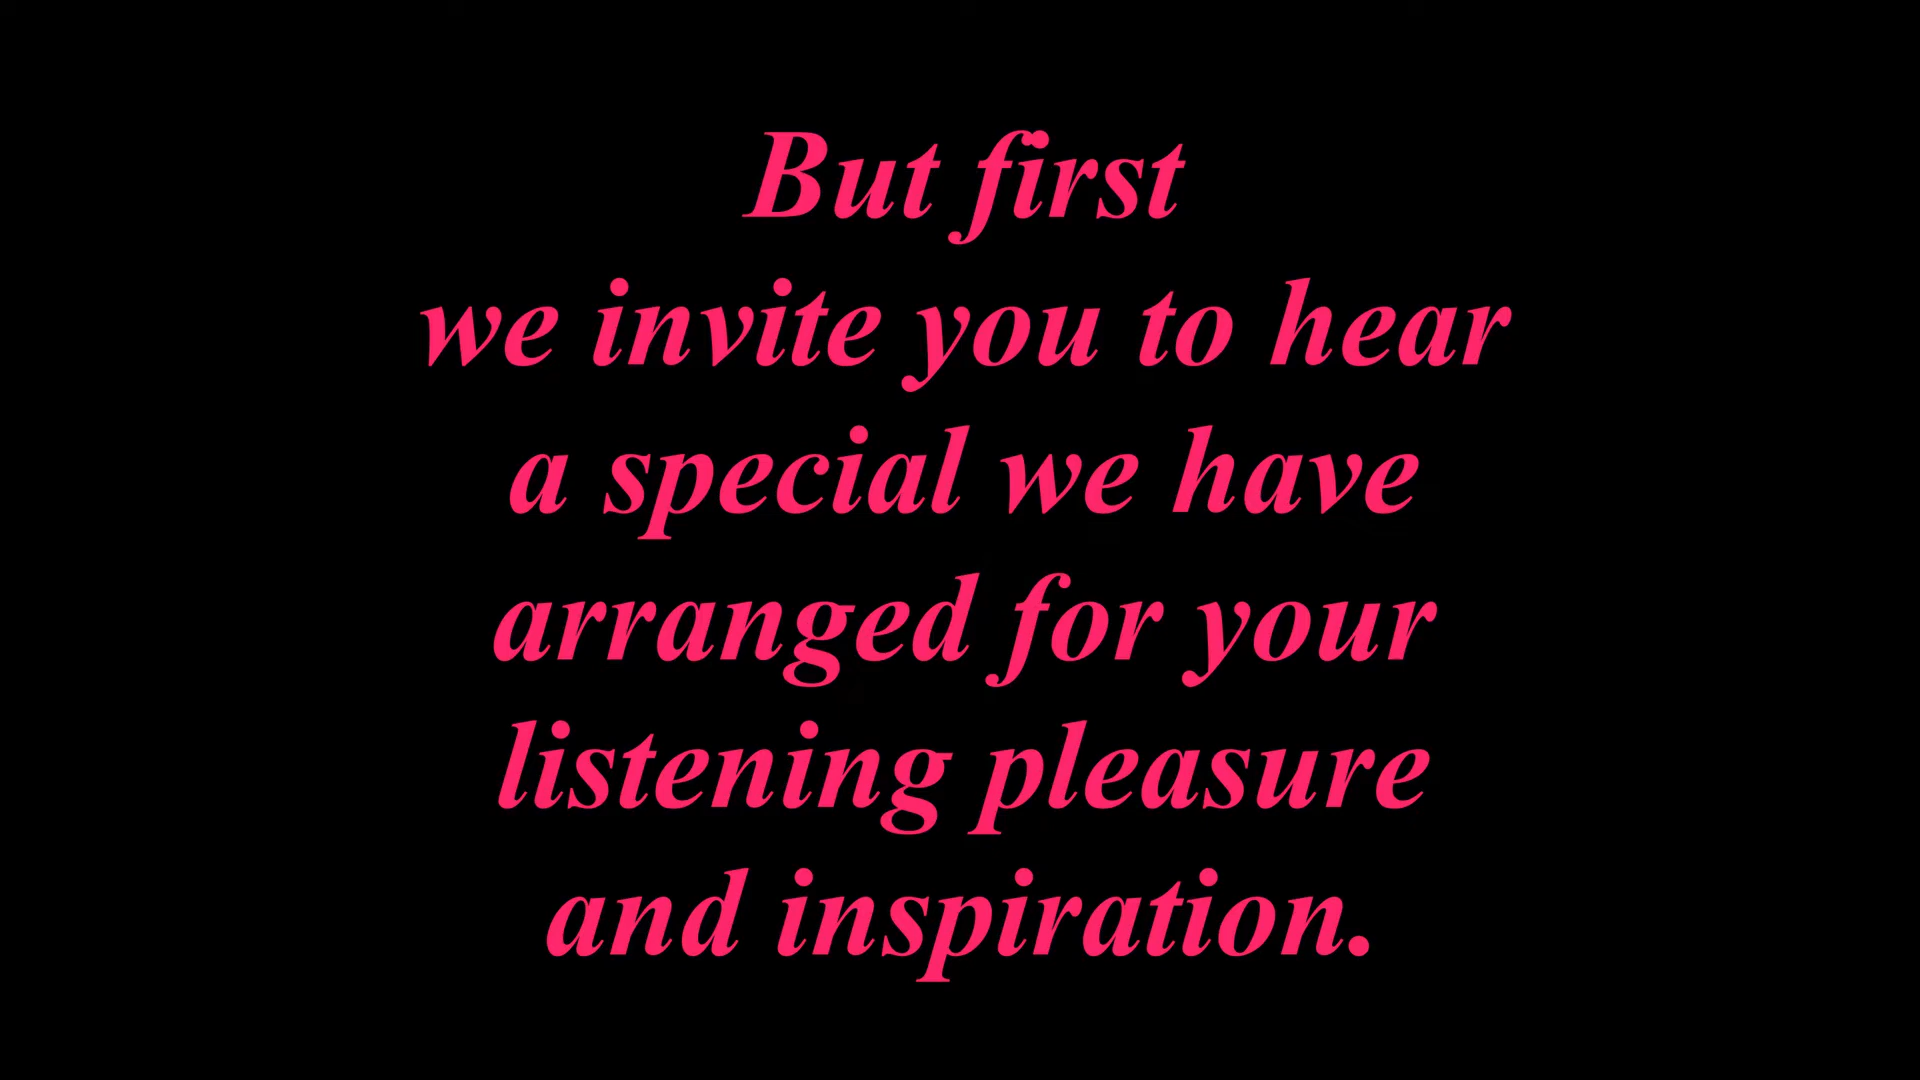 But first
we invite you to hear
a special we have
arranged for your
listening pleasure
and inspiration.